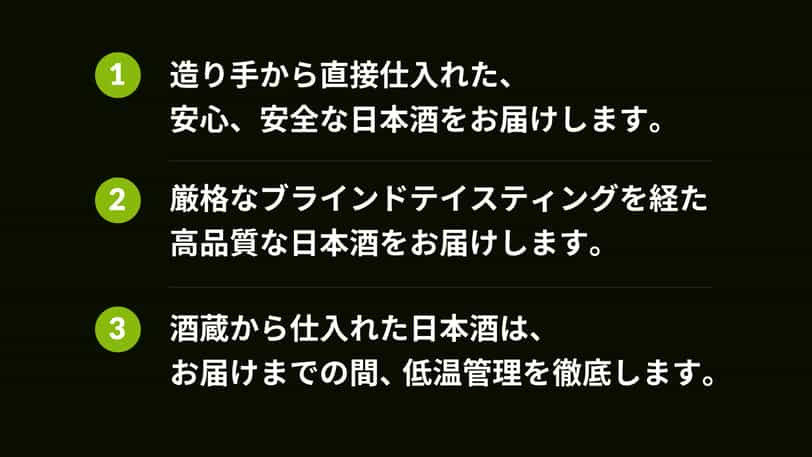 1 造り手から直接仕入れた、
安心、安全な日本酒をお届けします。
2 厳格なブラインドテイスティングを経た
高品質な日本酒をお届けします。
3 酒蔵から仕入れた日本酒は、
お届けまでの間、低温管理を徹底します。